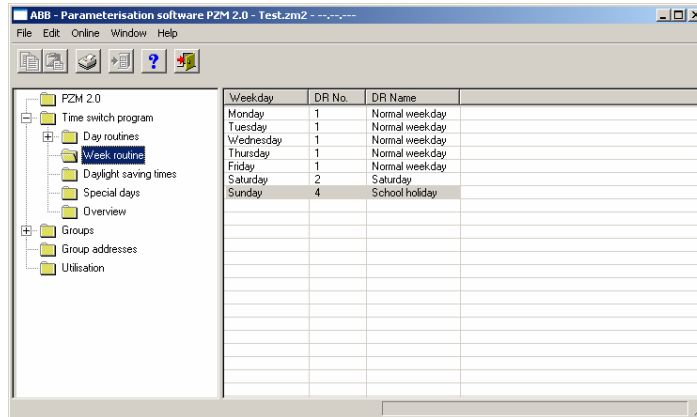 ABB - Parameterisation software PZM 2.0 - Test.zm2 - --.--.----
File Edit Online Window Help
PZM 2.0
Time switch program
Day routines
Week routine
Daylight saving times
Special days
Overview
Groups
Group addresses
Utilisation
Weekday DR No. DR Name
Monday 1 Normal weekday
Tuesday 1 Normal weekday
Wednesday 1 Normal weekday
Thursday 1 Normal weekday
Friday 1 Normal weekday
Saturday 2 Saturday
Sunday 4 School holiday